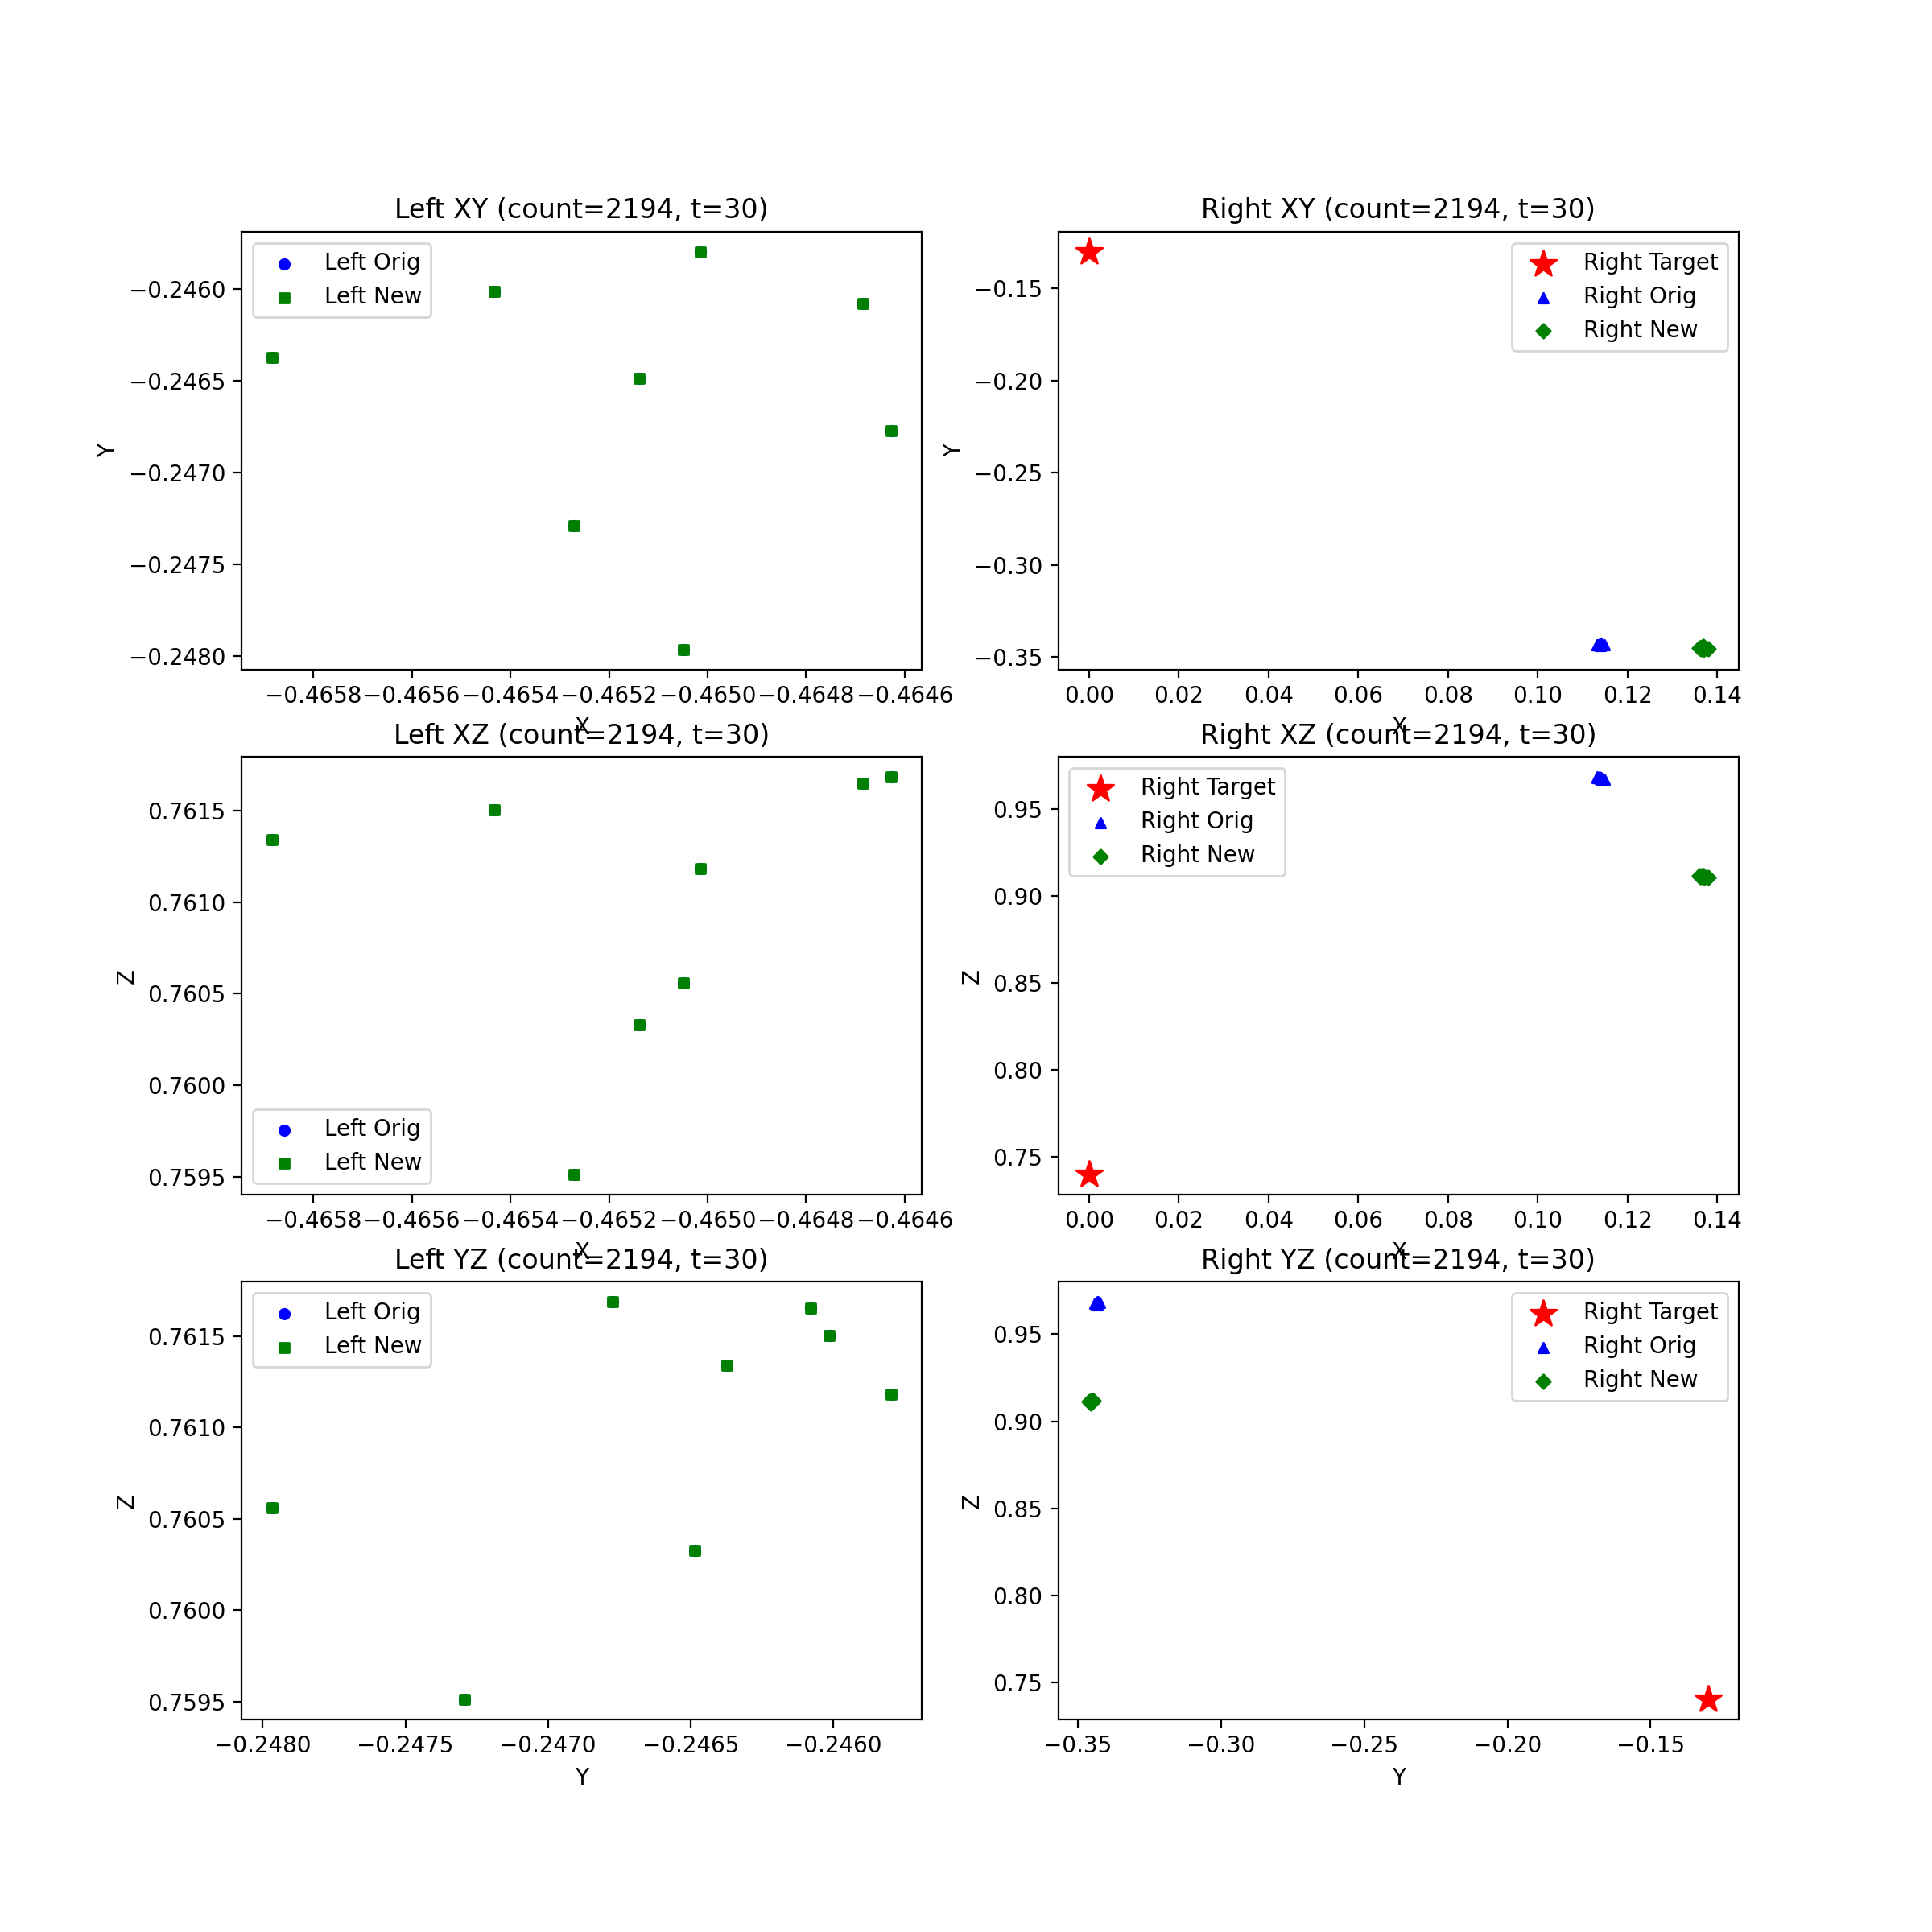 Left XY (count=2194, t=30)
Left Orig
Left New
Y
−0.2460
−0.2465
−0.2470
−0.2475
−0.2480
−0.4658 −0.4656 −0.4654 −0.4652 −0.4650 −0.4648 −0.4646
X
Right XY (count=2194, t=30)
Right Target
Right Orig
Right New
Y
−0.15
−0.20
−0.25
−0.30
−0.35
0.00 0.02 0.04 0.06 0.08 0.10 0.12 0.14
X
Left XZ (count=2194, t=30)
Left Orig
Left New
Z
0.7615
0.7610
0.7605
0.7600
0.7595
−0.4658 −0.4656 −0.4654 −0.4652 −0.4650 −0.4648 −0.4646
X
Right XZ (count=2194, t=30)
Right Target
Right Orig
Right New
Z
0.95
0.90
0.85
0.80
0.75
0.00 0.02 0.04 0.06 0.08 0.10 0.12 0.14
X
Left YZ (count=2194, t=30)
Left Orig
Left New
Z
0.7615
0.7610
0.7605
0.7600
0.7595
−0.2480 −0.2475 −0.2470 −0.2465 −0.2460
Y
Right YZ (count=2194, t=30)
Right Target
Right Orig
Right New
Z
0.95
0.90
0.85
0.80
0.75
−0.35 −0.30 −0.25 −0.20 −0.15
Y